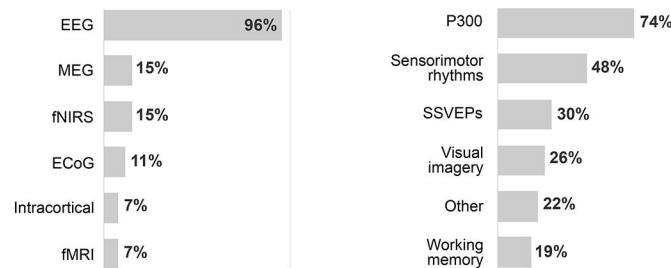 EEG 96%
MEG 15%
fNIRS 15%
ECoG 11%
Intracortical 7%
fMRI 7%
P300 74%
Sensorimotor
rhythms 48%
SSVEPs 30%
Visual
imagery 26%
Other 22%
Working
memory 19%